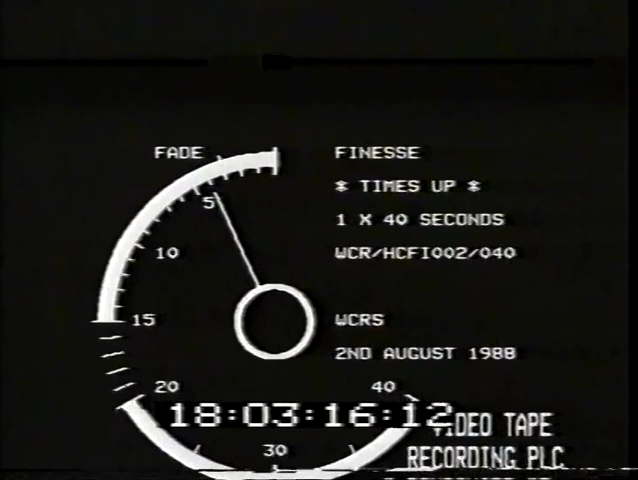 FADE
FINESSE
* TIMES UP *
5
1 X 40 SECONDS
10
WCR/HCFI002/040
15
WCRS
2ND AUGUST 1988
20
40
18:03:16:12
VIDEO TAPE
30
RECORDING PLC